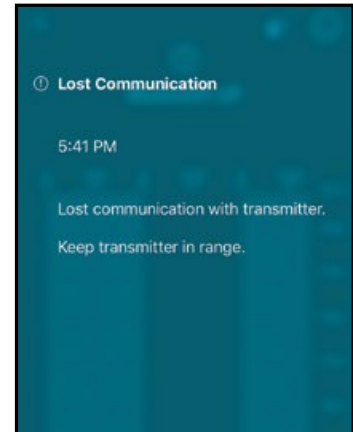 Lost Communication
5:41 PM
Lost communication with transmitter.
Keep transmitter in range.